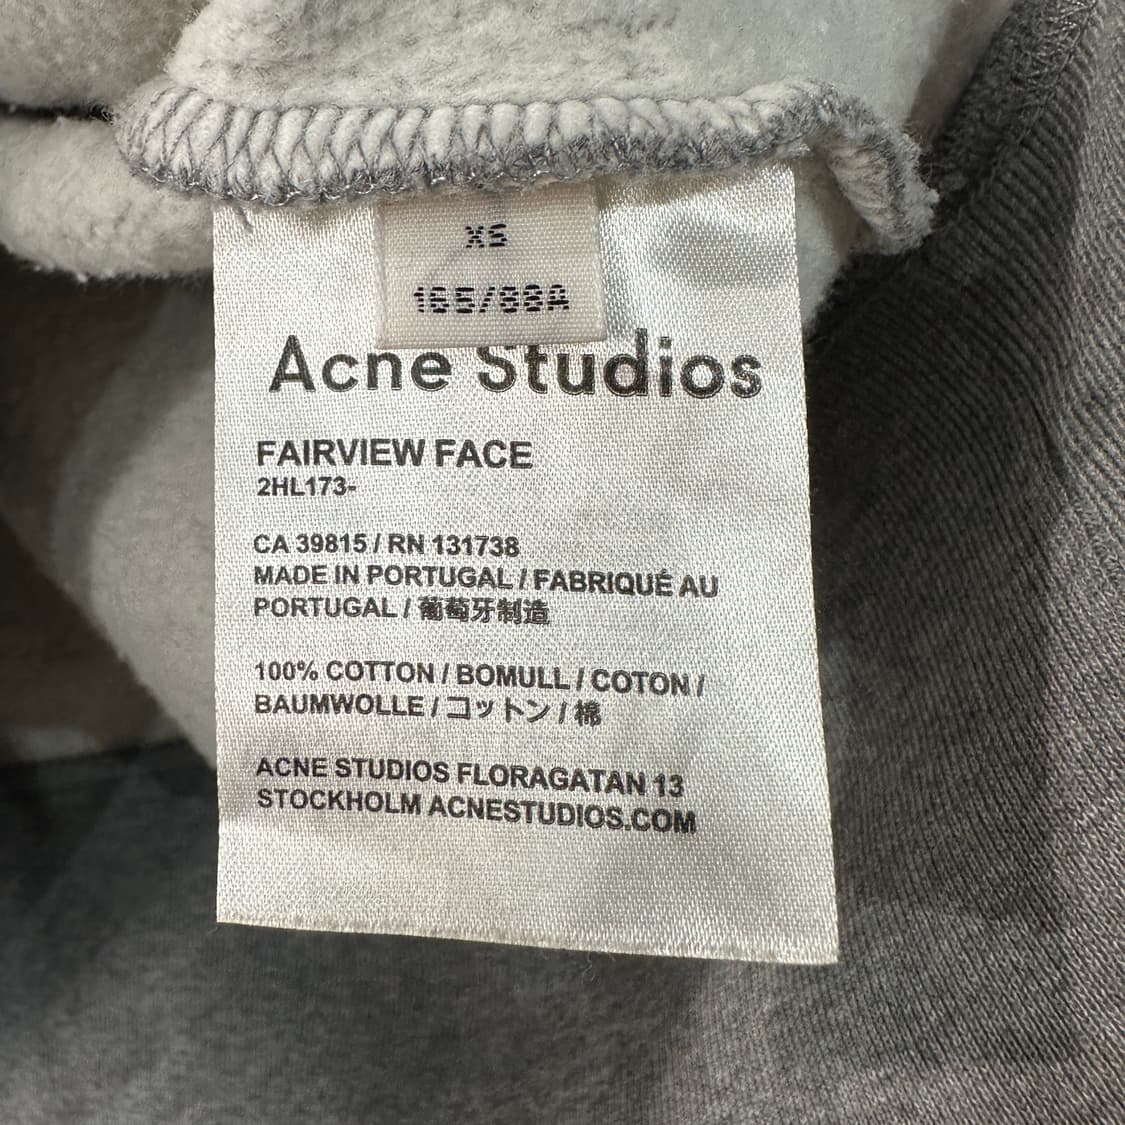 XS
165/88A
Acne Studios
FAIRVIEW FACE
2HL173-
CA 39815 / RN 131738
MADE IN PORTUGAL / FABRIQUÉ AU
PORTUGAL / 葡萄牙制造
100% COTTON / BOMULL / COTON /
BAUMWOLLE / コットン / 棉
ACNE STUDIOS FLORAGATAN 13
STOCKHOLM ACNESTUDIOS.COM